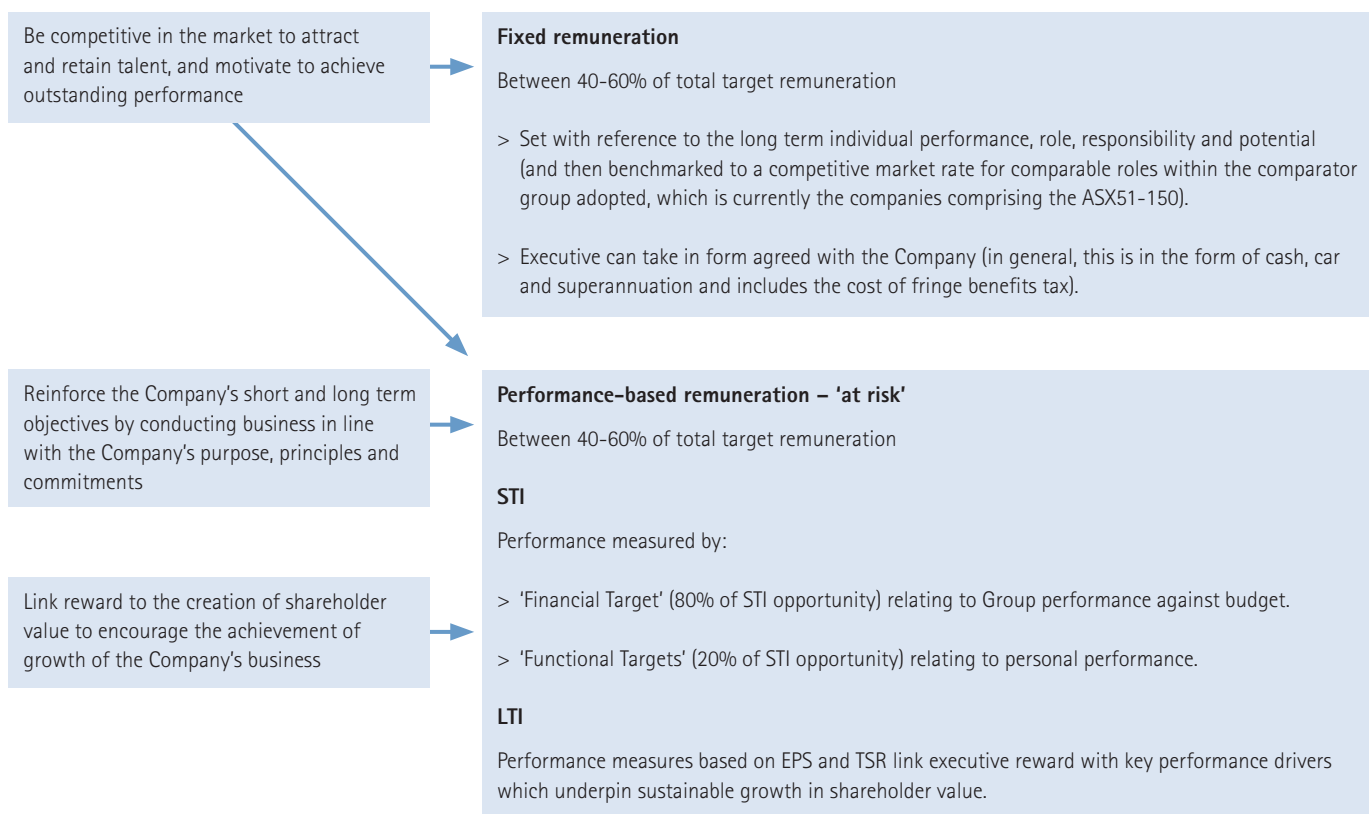 Be competitive in the market to attract
and retain talent, and motivate to achieve
outstanding performance
Fixed remuneration
Between 40-60% of total target remuneration
> Set with reference to the long term individual performance, role, responsibility and potential
(and then benchmarked to a competitive market rate for comparable roles within the comparator
group adopted, which is currently the companies comprising the ASX51-150).
> Executive can take in form agreed with the Company (in general, this is in the form of cash, car
and superannuation and includes the cost of fringe benefits tax).
Reinforce the Company's short and long term
objectives by conducting business in line
with the Company's purpose, principles and
commitments
Link reward to the creation of shareholder
value to encourage the achievement of
growth of the Company's business
Performance-based remuneration – 'at risk'
Between 40-60% of total target remuneration
STI
Performance measured by:
> 'Financial Target' (80% of STI opportunity) relating to Group performance against budget.
> 'Functional Targets' (20% of STI opportunity) relating to personal performance.
LTI
Performance measures based on EPS and TSR link executive reward with key performance drivers
which underpin sustainable growth in shareholder value.